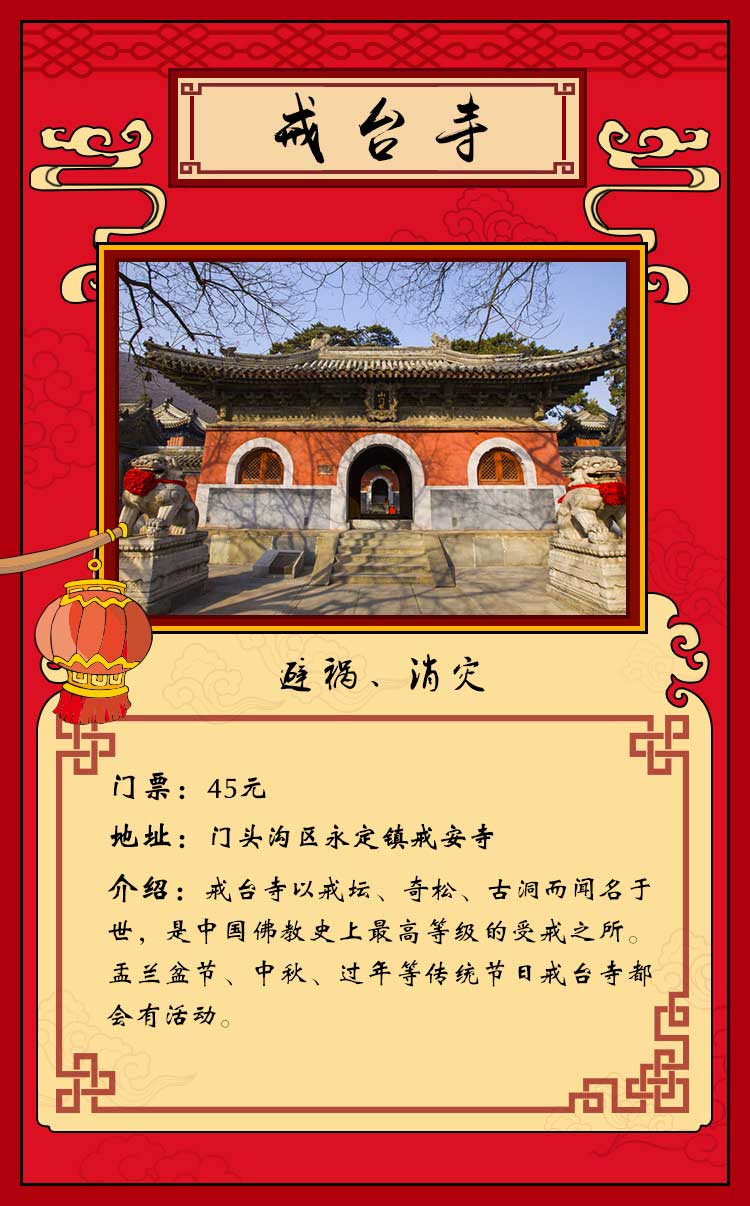 戒台寺
避祸、消灾
门票：45元
地址：门头沟区永定镇戒安寺
介绍：戒台寺以戒坛、奇松、古洞而闻名于
世，是中国佛教史上最高等级的受戒之所。
盂兰盆节、中秋、过年等传统节日戒台寺都
会有活动。